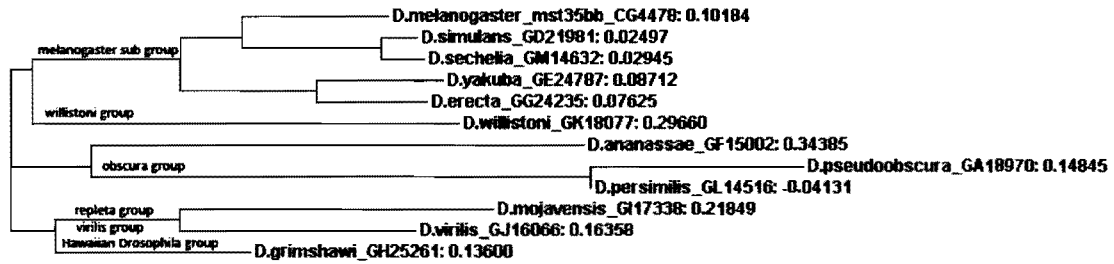 D.melanogaster_mst35bb_CG4478: 0.10184
D.simulans_GD21981: 0.02497
melanogaster sub group
D.sechelia_GM14632: 0.02945
D.yakuba_GE24787: 0.08712
D.erecta_GG24235: 0.07625
willistoni group
D.willistoni_GK18077: 0.29660
D.ananassae_GF15002: 0.34385
obscura group
D.pseudoobscura_GA18970: 0.14845
D.persimilis_GL14516: -0.04131
repleta group
D.mojavensis_GI17338: 0.21849
virilis group
D.virilis_GJ16066: 0.16358
Hawaiian Drosophila group
D.grimshawi_GH25261: 0.13600